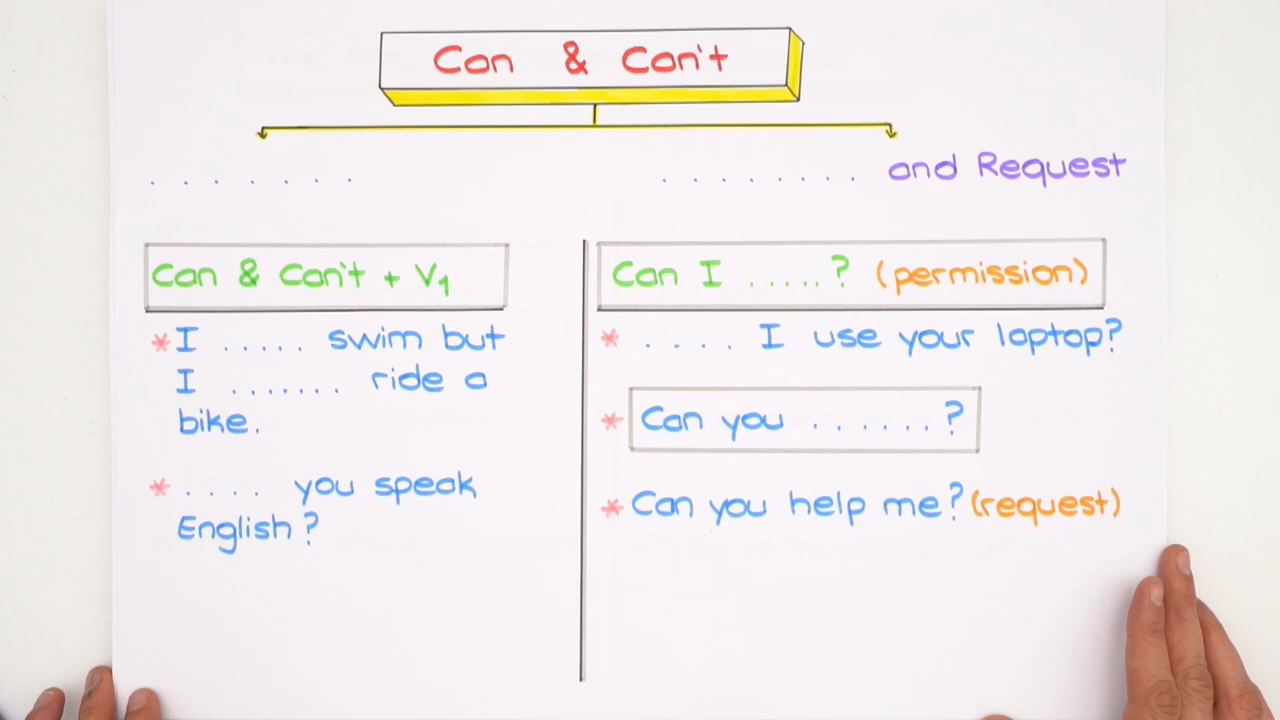 Can & Can't
. . . . . . .
. . . . . . . . and Request
Can & Can't + V1
* I ..... swim but
I ....... ride a
bike.
* .... you speak
English?
Can I .....? (permission)
* .... I use your laptop?
* Can you ......?
* Can you help me? (request)